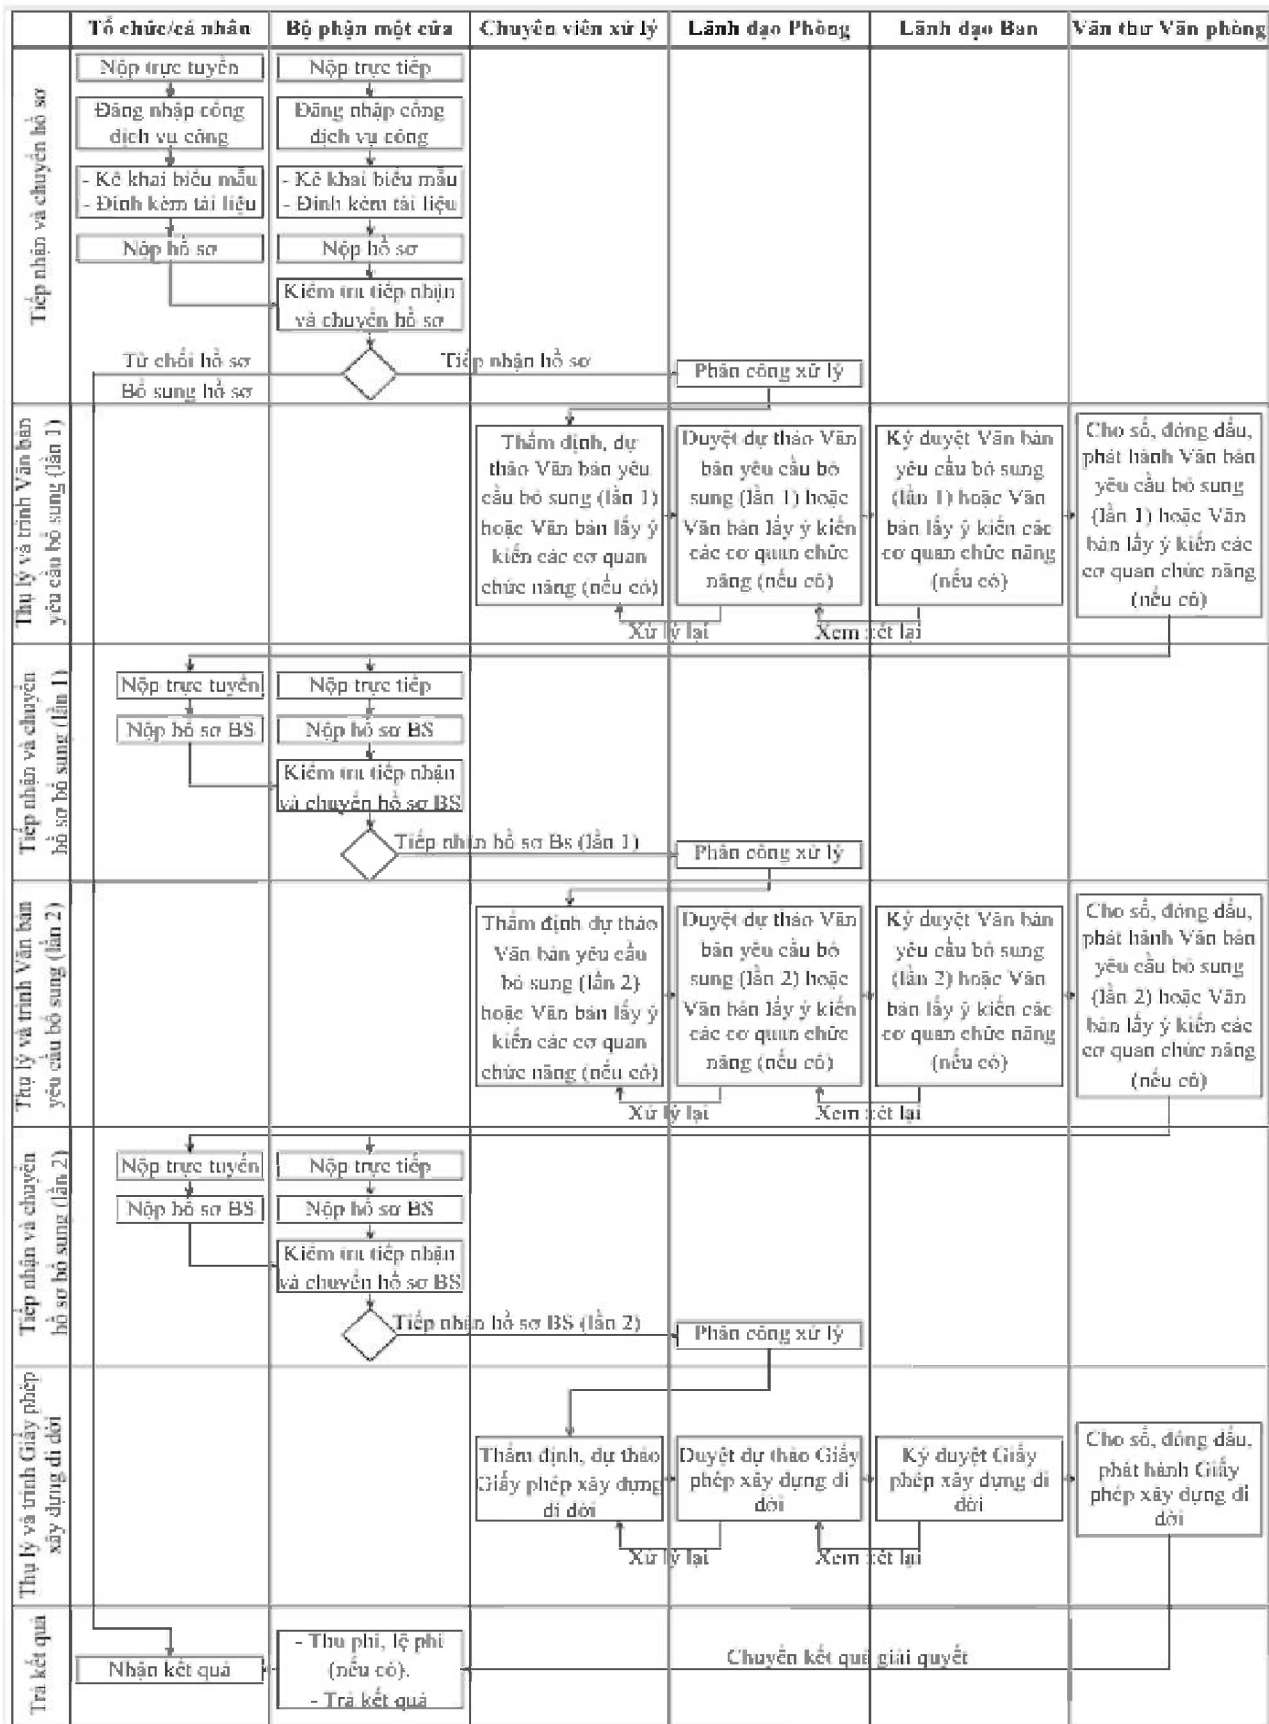 Tổ chức/cá nhân
Bộ phận một cửa
Chuyên viên xử lý
Lãnh đạo Phòng
Lãnh đạo Ban
Văn thư Văn phòng
Tiếp nhận và chuyển hồ sơ
Nộp trực tuyến
Nộp trực tiếp
Đăng nhập cổng
dịch vụ công
Đăng nhập cổng
dịch vụ công
- Kê khai biểu mẫu
- Đính kèm tài liệu
- Kê khai biểu mẫu
- Đính kèm tài liệu
Nộp hồ sơ
Nộp hồ sơ
Kiểm tra tiếp nhận
và chuyển hồ sơ
Từ chối hồ sơ
Bổ sung hồ sơ
Tiếp nhận hồ sơ
Phân công xử lý
Thụ lý và trình Văn bản
yêu cầu bổ sung (lần 1)
Thẩm định, dự
thảo Văn bản yêu
cầu bổ sung (lần 1)
hoặc Văn bản lấy ý
kiến các cơ quan
chức năng (nếu có)
Duyệt dự thảo Văn
bản yêu cầu bổ
sung (lần 1) hoặc
Văn bản lấy ý kiến
các cơ quan chức
năng (nếu có)
Ký duyệt Văn bản
yêu cầu bổ sung
(lần 1) hoặc Văn
bản lấy ý kiến các
cơ quan chức năng
(nếu có)
Cho số, đóng dấu,
phát hành Văn bản
yêu cầu bổ sung
(lần 1) hoặc Văn
bản lấy ý kiến các
cơ quan chức năng
(nếu có)
Xử lý lại
Xem xét lại
Tiếp nhận và chuyển
hồ sơ bổ sung (lần 1)
Nộp trực tuyến
Nộp trực tiếp
Nộp hồ sơ BS
Nộp hồ sơ BS
Kiểm tra tiếp nhận
và chuyển hồ sơ BS
Tiếp nhận hồ sơ Bs (lần 1)
Phân công xử lý
Thụ lý và trình Văn bản
yêu cầu bổ sung (lần 2)
Thẩm định dự thảo
Văn bản yêu cầu
bổ sung (lần 2)
hoặc Văn bản lấy ý
kiến các cơ quan
chức năng (nếu có)
Duyệt dự thảo Văn
bản yêu cầu bổ
sung (lần 2) hoặc
Văn bản lấy ý kiến
các cơ quan chức
năng (nếu có)
Ký duyệt Văn bản
yêu cầu bổ sung
(lần 2) hoặc Văn
bản lấy ý kiến các
cơ quan chức năng
(nếu có)
Cho số, đóng dấu,
phát hành Văn bản
yêu cầu bổ sung
(lần 2) hoặc Văn
bản lấy ý kiến các
cơ quan chức năng
(nếu có)
Xử lý lại
Xem xét lại
Tiếp nhận và chuyển
hồ sơ bổ sung (lần 2)
Nộp trực tuyến
Nộp trực tiếp
Nộp hồ sơ BS
Nộp hồ sơ BS
Kiểm tra tiếp nhận
và chuyển hồ sơ BS
Tiếp nhận hồ sơ BS (lần 2)
Phân công xử lý
Thụ lý và trình Giấy phép
xây dựng di dời
Thẩm định, dự thảo
Giấy phép xây dựng
di dời
Duyệt dự thảo Giấy
phép xây dựng di
dời
Ký duyệt Giấy
phép xây dựng di
dời
Cho số, đóng dấu,
phát hành Giấy
phép xây dựng di
dời
Xử lý lại
Xem xét lại
Trả kết quả
Nhận kết quả
- Thu phí, lệ phí
(nếu có).
- Trả kết quả
Chuyển kết quả giải quyết